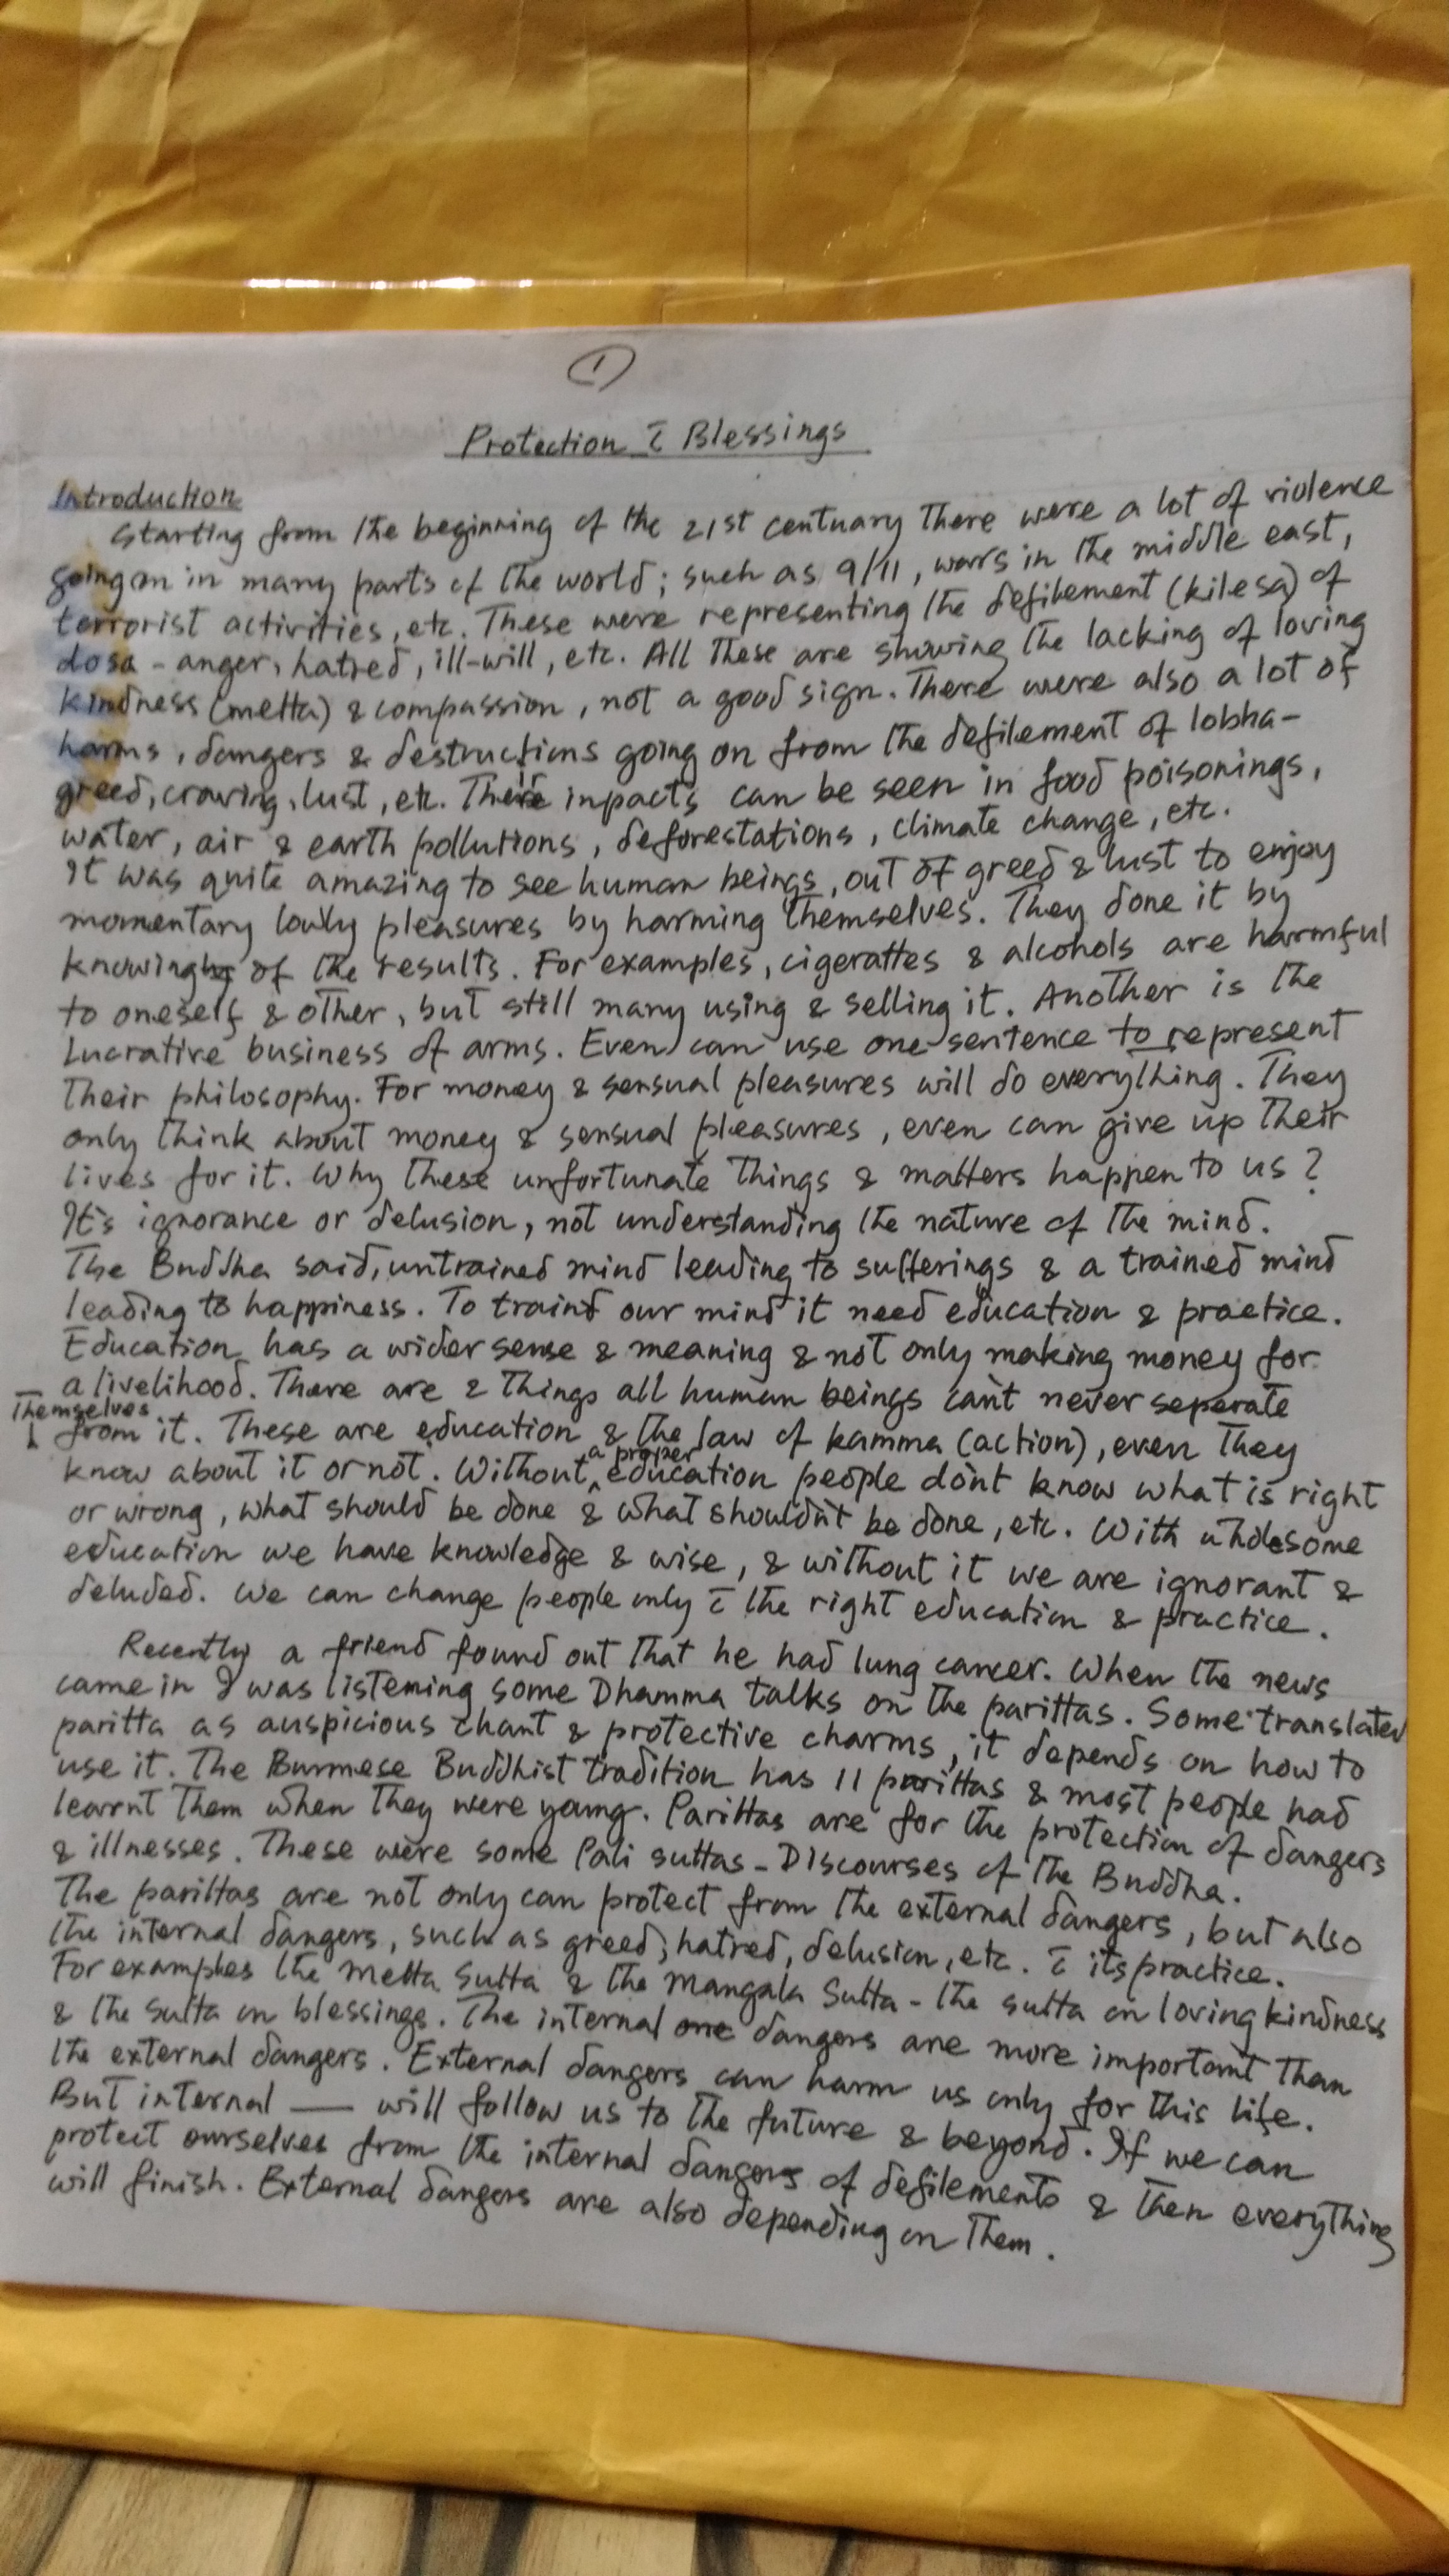 1
Protection c̄ Blessings
Introduction
Starting from the beginning of the 21st centuary there were a lot of violence
going on in many parts of the world; such as 9/11, wars in the middle east,
terrorist activities, etc. These were representing the defilement (kilesa) of
dosa - anger, hatred, ill-will, etc. All these are showing the lacking of loving
kindness (metta) & compassion, not a good sign. There were also a lot of
harms, dangers & destructions going on from the defilement of lobha-
greed, craving, lust, etc. Their inpacts can be seen in food poisonings,
water, air & earth pollutions, deforestations, climate change, etc.
It was quite amazing to see human beings, out of greed & lust to enjoy
momentary lowly pleasures by harming themselves. They done it by
knowing of the results. For examples, cigerattes & alcohols are harmful
to oneself & other, but still many using & selling it. Another is the
lucrative business of arms. Even can use one sentence to represent
their philosophy. For money & sensual pleasures will do everything. They
only think about money & sensual pleasures, even can give up their
lives for it. Why these unfortunate things & matters happen to us?
It's ignorance or delusion, not understanding the nature of the mind.
The Buddha said, untrained mind leading to sufferings & a trained mind
leading to happiness. To train our mind it need education & practice.
Education has a wider sense & meaning & not only making money for
a livelihood. There are 2 things all human beings can't never seperate
themselves
from it. These are education & the law of kamma (action), even they
a proper
know about it or not. Without education people don't know what is right
or wrong, what should be done & what shouldn't be done, etc. With wholesome
education we have knowledge & wise, & without it we are ignorant &
deluded. We can change people only c̄ the right education & practice.
Recently a friend found out that he had lung cancer. When the news
came in I was listening some Dhamma talks on the parittas. Some translated
paritta as auspicious chant & protective charms, it depends on how to
use it. The Burmese Buddhist tradition has 11 parittas & most people had
learnt them when they were young. Parittas are for the protection of dangers
& illnesses. These were some Pali suttas - Discourses of the Buddha.
The parittas are not only can protect from the external dangers, but also
the internal dangers, such as greed, hatred, delusion, etc. c̄ its practice.
For examples the Metta Sutta & the Mangala Sutta - the sutta on loving kindness
& the sutta on blessings. The internal one dangers are more important than
the external dangers. External dangers can harm us only for this life.
But internal — will follow us to the future & beyond. If we can
protect ourselves from the internal dangers of defilements & then everything
will finish. External dangers are also depending on them.